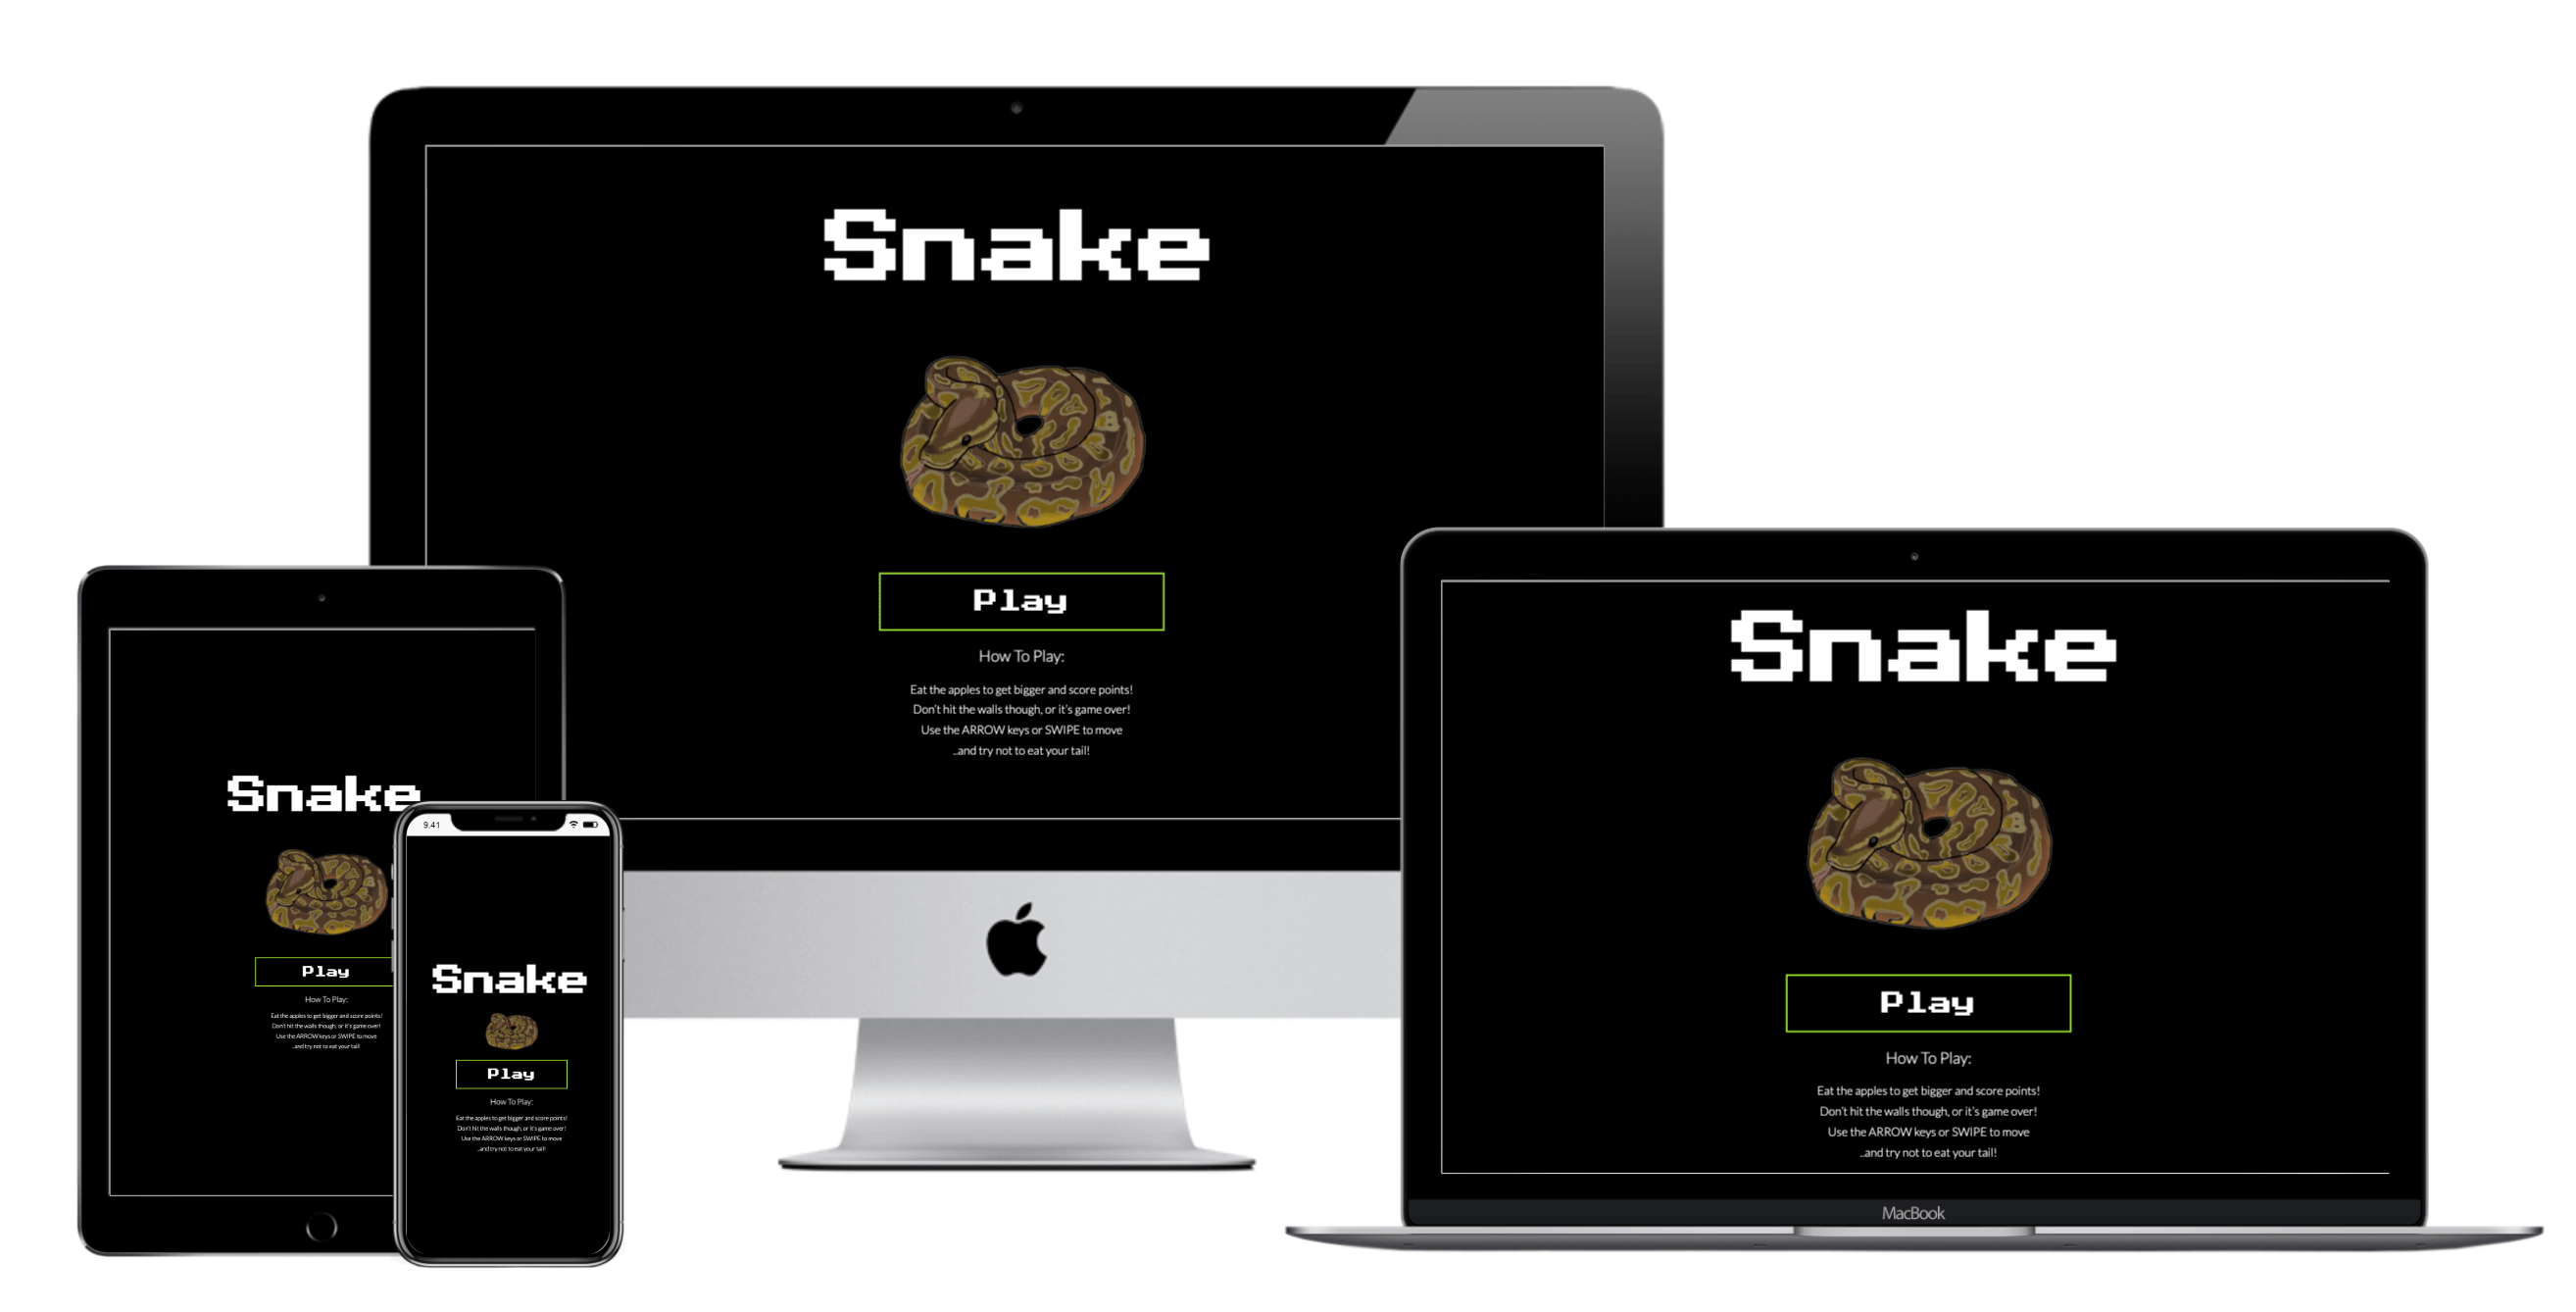 Snake
Play
How To Play:
Eat the apples to get bigger and score points!
Don't hit the walls though, or it's game over!
Use the ARROW keys or SWIPE to move
..and try not to eat your tail!
Snake
Play
How To Play:
Eat the apples to get bigger and score points!
Don't hit the walls though, or it's game over!
Use the ARROW keys or SWIPE to move
..and try not to eat your tail!
9.41
Snake
Play
How To Play:
Eat the apples to get bigger and score points!
Don't hit the walls though, or it's game over!
Use the ARROW keys or SWIPE to move
..and try not to eat your tail!
Snake
Play
How To Play:
Eat the apples to get bigger and score points!
Don't hit the walls though, or it's game over!
Use the ARROW keys or SWIPE to move
..and try not to eat your tail!
MacBook